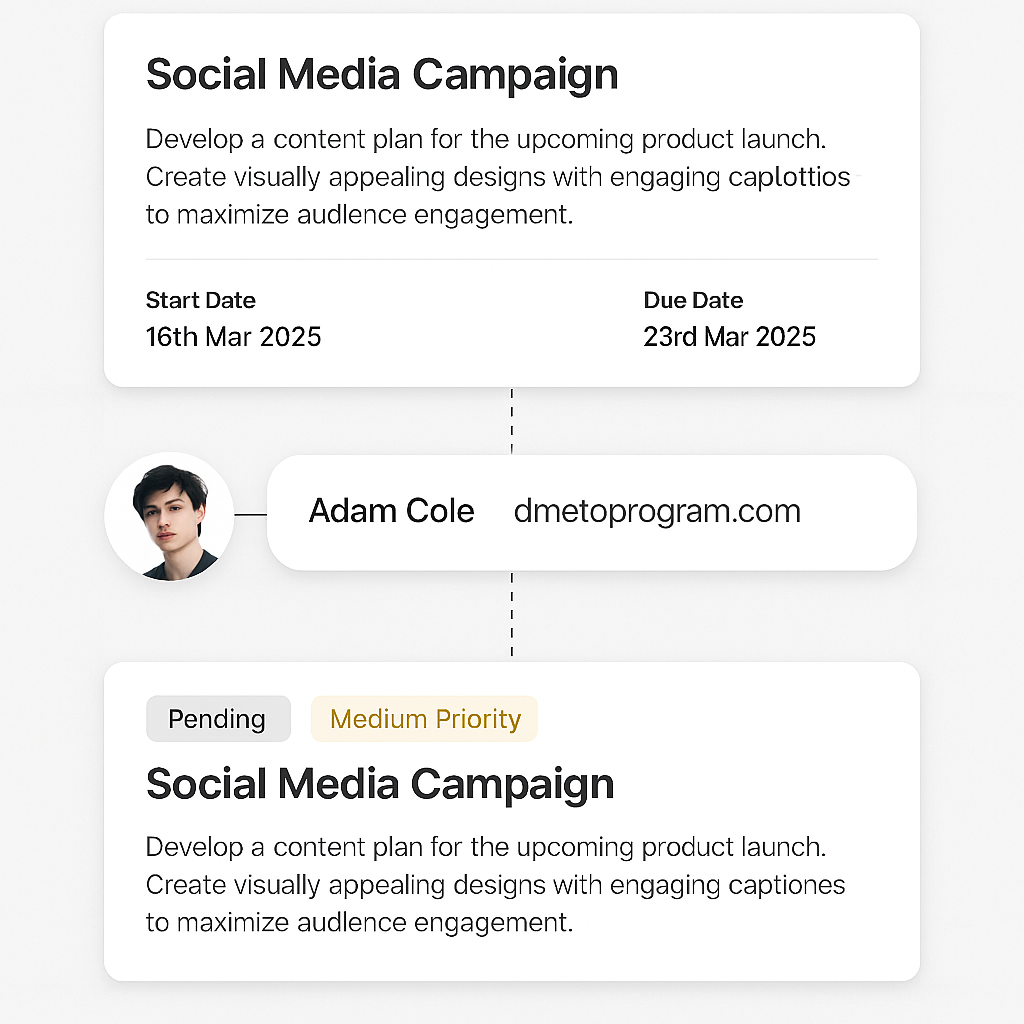 Social Media Campaign
Develop a content plan for the upcoming product launch.
Create visually appealing designs with engaging caplottios
to maximize audlence engagement.
Start Date
Due Date
16th Mar 2025
23rd Mar 2025
Adam Cole dmetoprogram.com
Pending Medium Priority
Social Media Campaign
Develop a content plan for the upcoming product launch.
Create visually appealing designs with engaging captiones
to maximize audlence engagement.